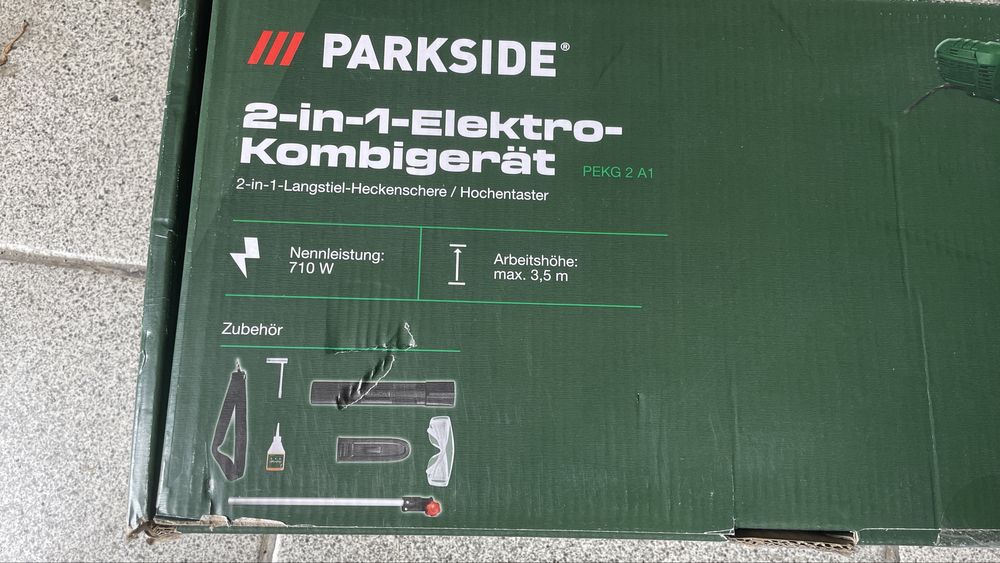 PARKSIDE®
2-in-1-Elektro-
Kombigerät PEKG 2 A1
2-in-1-Langstiel-Heckenschere / Hochentaster
Nennleistung:
710 W
Arbeitshöhe:
max. 3,5 m
Zubehör